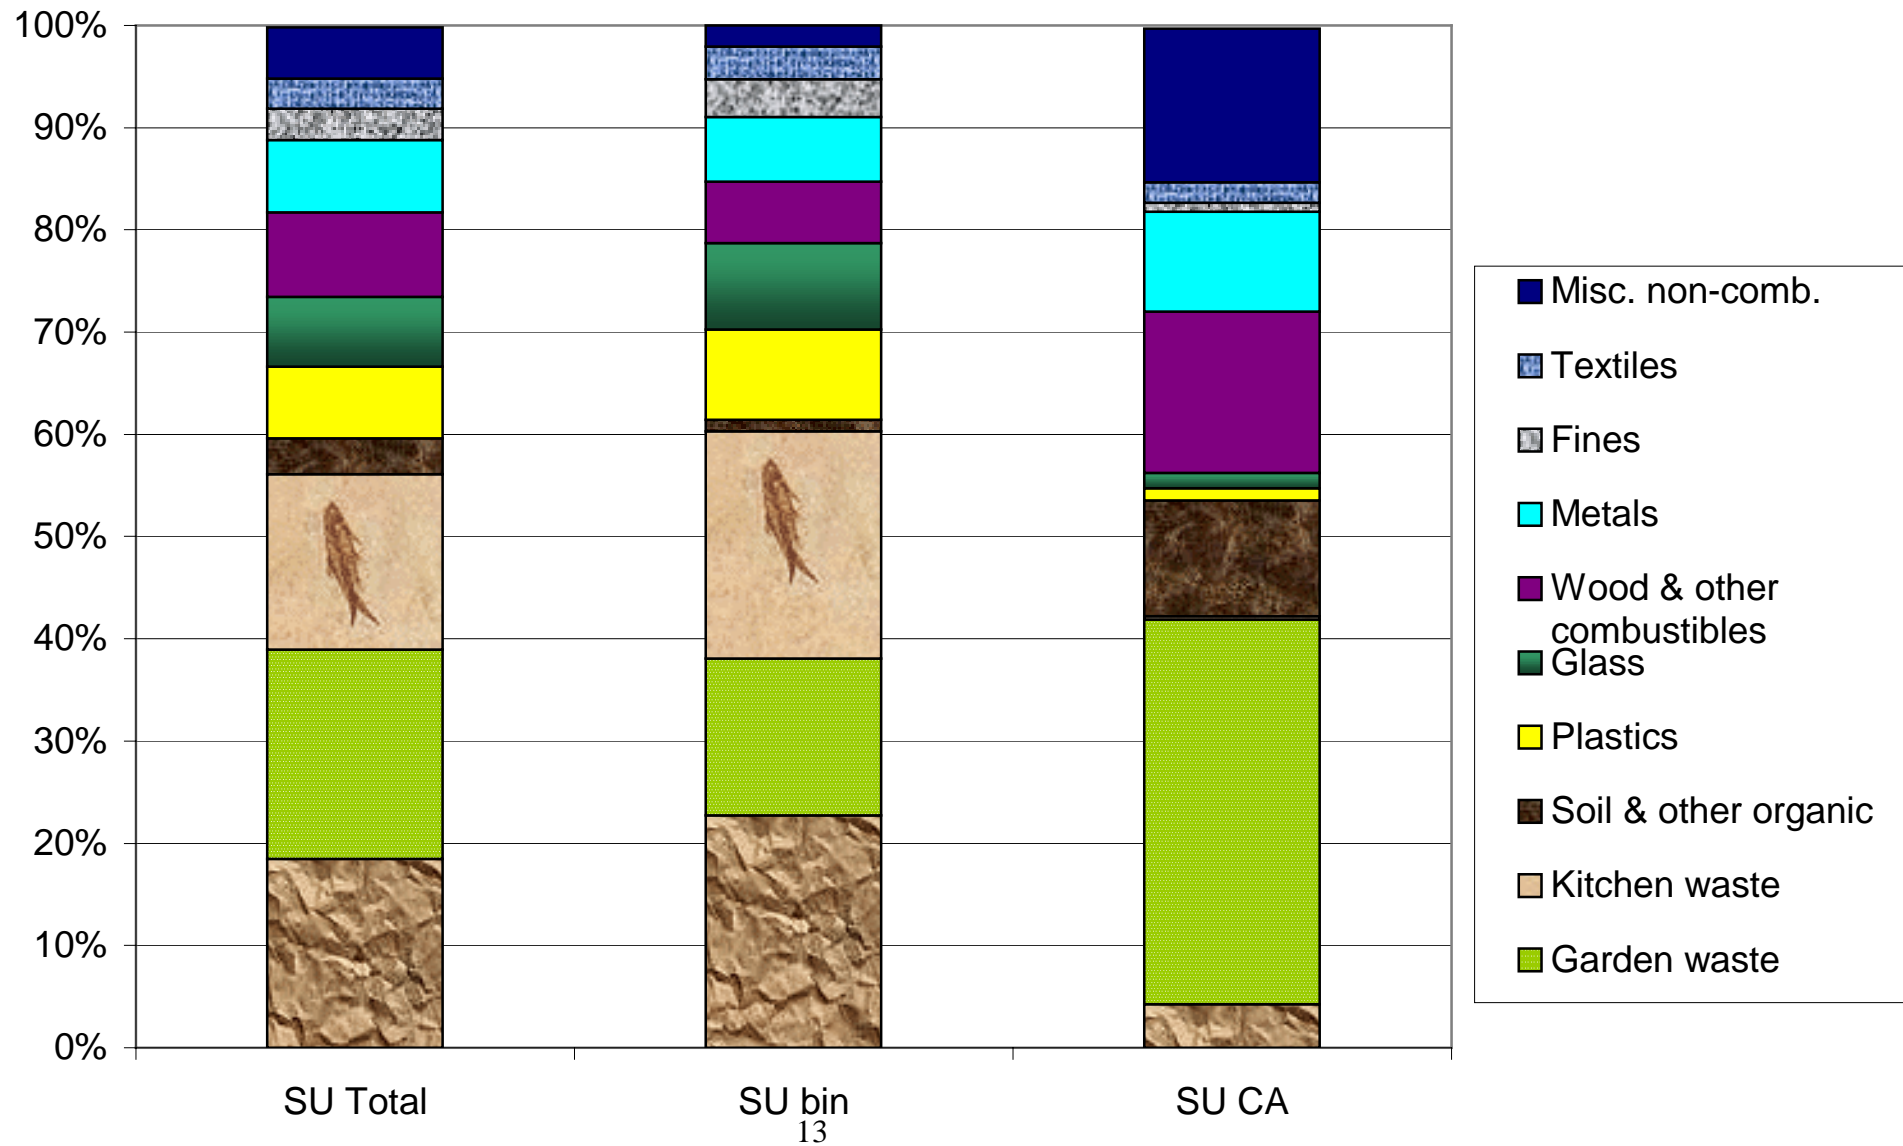 100%
90%
80%
70%
60%
50%
40%
30%
20%
10%
0%
SU Total
SU bin
SU CA
Misc. non-comb.
Textiles
Fines
Metals
Wood & other
combustibles
Glass
Plastics
Soil & other organic
Kitchen waste
Garden waste
13